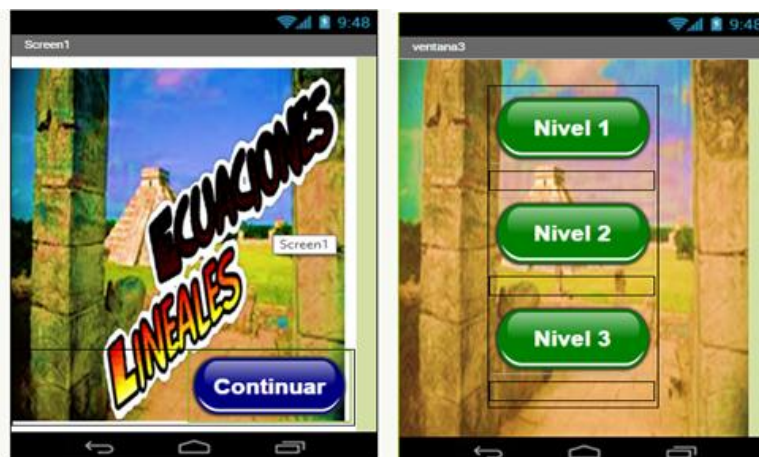 9:48
Screen1
ECUACIONES
LINEALES
Screen1
Continuar
9:48
ventana3
Nivel 1
Nivel 2
Nivel 3